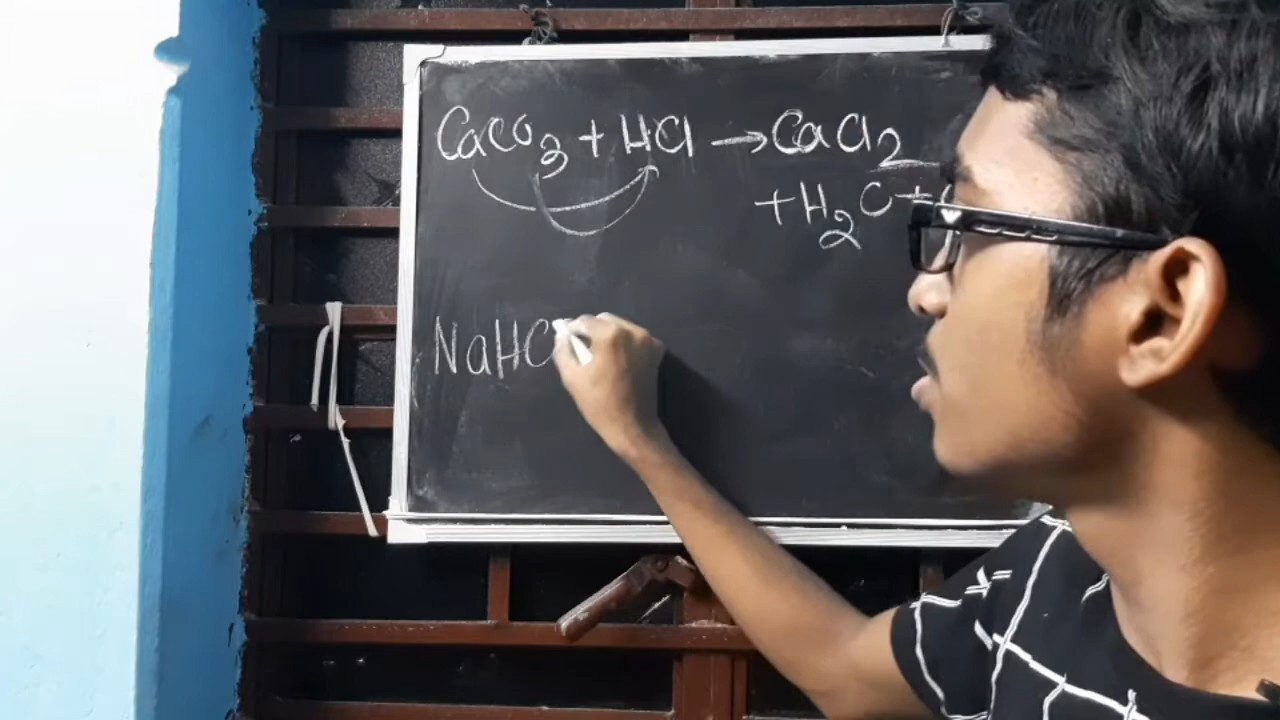 CaCO3 + HCl → CaCl2
+ H2O +
NaHC